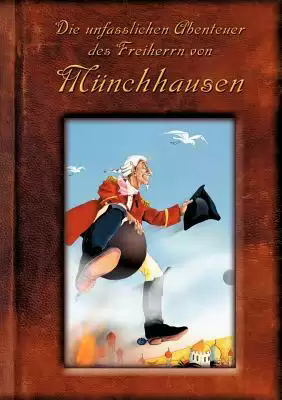 Die unfasslichen Abenteuer
des Freiherrn von
Münchhausen